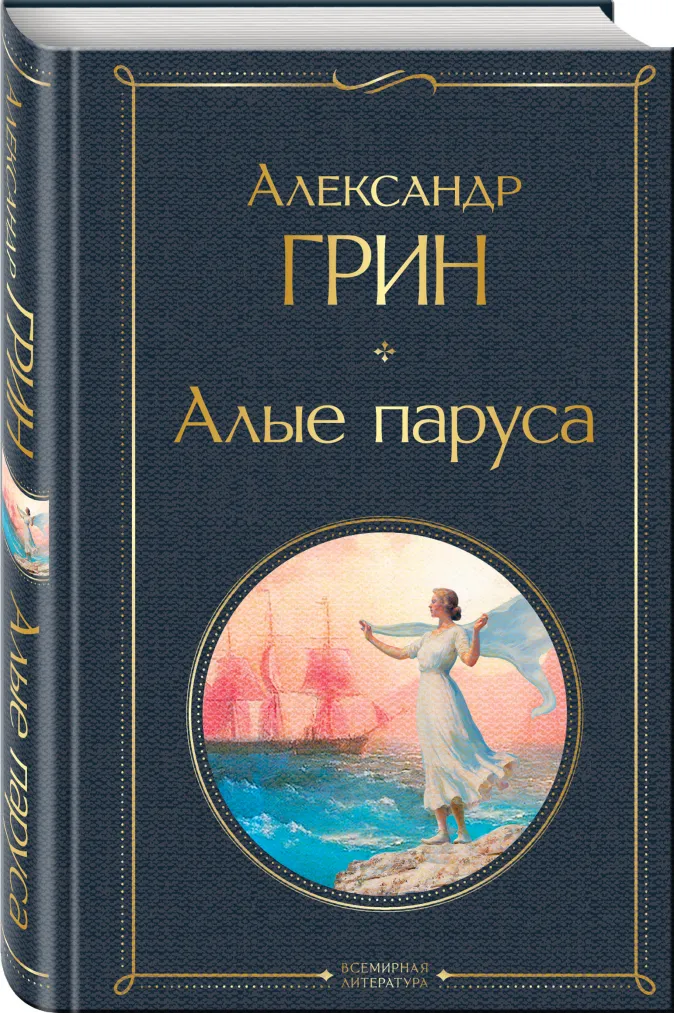 Александр
ГРИН
Алые паруса
ВСЕМИРНАЯ
ЛИТЕРАТУРА
Александр ГРИН Алые паруса